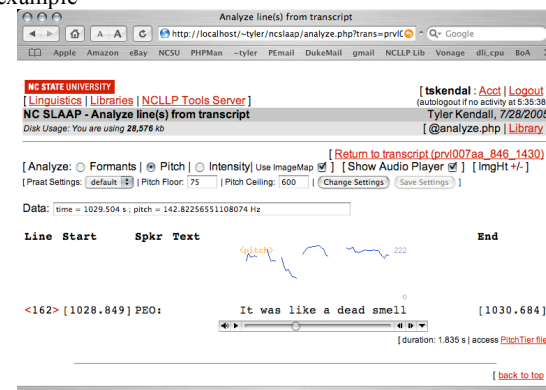 example
Analyze line(s) from transcript
A A C http://localhost/~tyler/ncslaap/analyze.php?trans=prvl Q- Google
Apple Amazon eBay NCSU PHPMan ~tyler PEmail DukeMail gmail NCLLP Lib Vonage dli_cpu BoA
NC STATE UNIVERSITY
[ Linguistics | Libraries | NCLLP Tools Server ] [ tskendal : Acct | Logout
(autologout if no activity at 5:35:38
NC SLAAP - Analyze line(s) from transcript Tyler Kendall, 7/28/2005
Disk Usage: You are using 28,576 kb [ @analyze.php | Library
[ Return to transcript (prvl007aa_846_1430)
[ Analyze: Formants | Pitch | Intensity| Use ImageMap ] [ Show Audio Player ] [ ImgHt +/- ]
[ Praat Settings: default | Pitch Floor: 75 | Pitch Ceiling: 600 | Change Settings Save Settings ]
Data: time = 1029.504 s ; pitch = 142.82256551108074 Hz
Line Start Spkr Text End
<pitch> 222
0
<162> [1028.849] PEO: It was like a dead smell [1030.684]
[ duration: 1.835 s | access PitchTier file
[ back to top